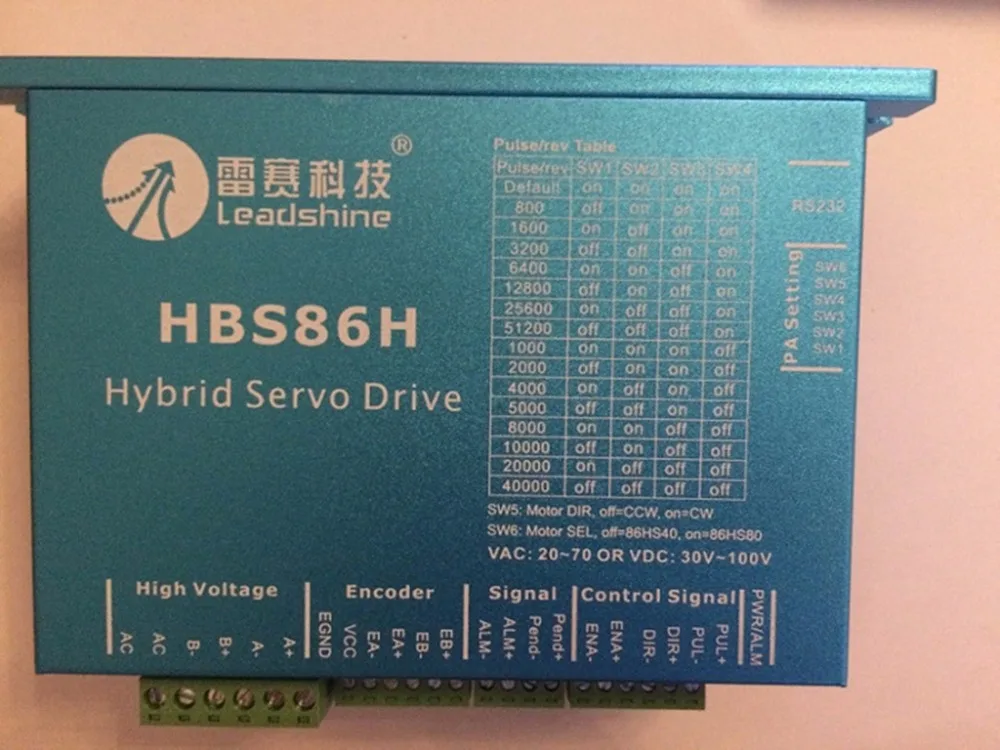 雷赛科技®
Leadshine
HBS86H
Hybrid Servo Drive
Pulse/rev Table
Pulse/rev SW1 SW2 SW3 SW4
Default on on on on
800 off on on on
1600 on off on on
3200 off off on on
6400 on on off on
12800 off on off on
25600 on off off on
51200 off off off on
1000 on on on off
2000 off on on off
4000 on off on off
5000 off off on off
8000 on on off off
10000 off on off off
20000 on off off off
40000 off off off off
SW5: Motor DIR, off=CCW, on=CW
SW6: Motor SEL, off=86HS40, on=86HS80
VAC: 20~70 OR VDC: 30V~100V
RS232
PA Setting
SW6
SW5
SW4
SW3
SW2
SW1
High Voltage
AC AC B- B+ A- A+
Encoder
EGND VCC EA- EA+ EB- EB+
Signal
ALM- ALM+ Pend- Pend+
Control Signal
ENA- ENA+ DIR- DIR+ PUL- PUL+
PWR/ALM